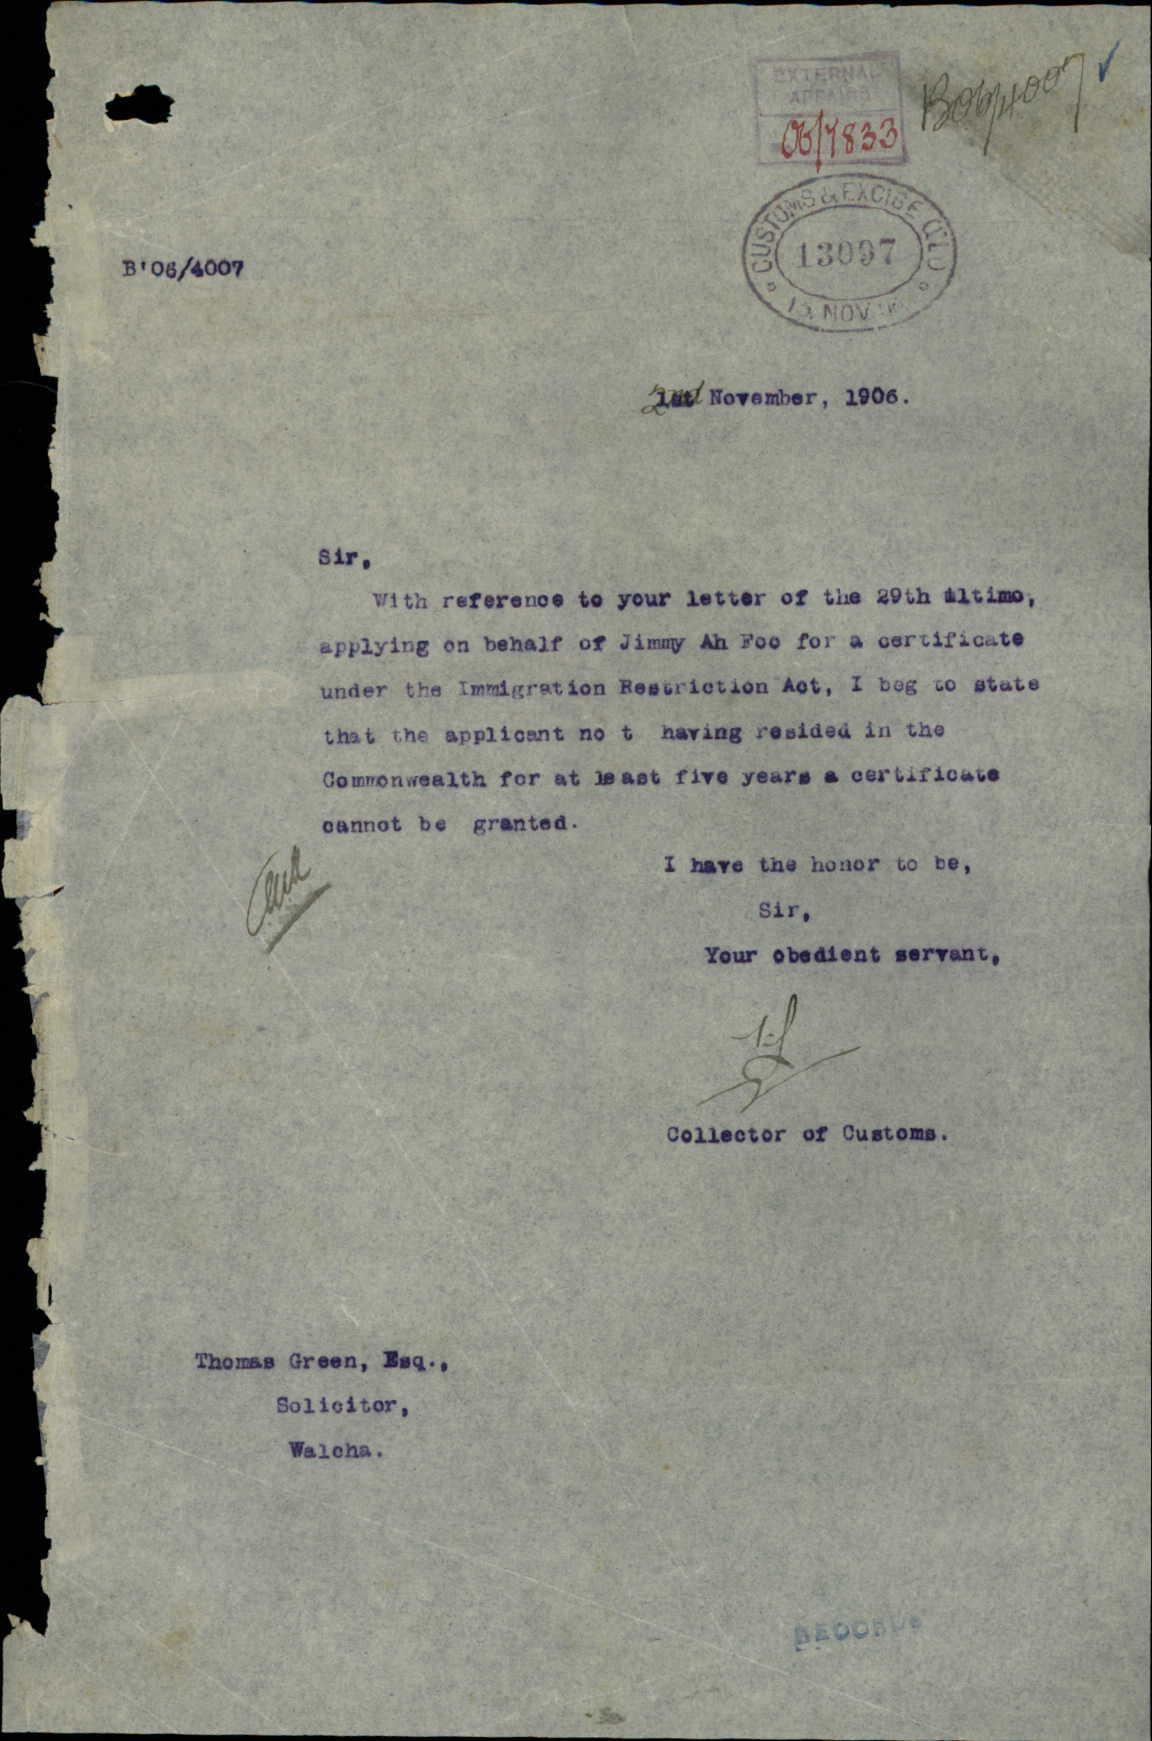 EXTERNAL
AFFAIRS
06/7833
B06/4007
CUSTOMS & EXCISE
13097
13 NOV 06
B'06/4007
2nd November, 1906.
Sir,
With reference to your letter of the 29th ultimo,
applying on behalf of Jimmy Ah Foo for a certificate
under the Immigration Restriction Act, I beg to state
that the applicant no t having resided in the
Commonwealth for at least five years a certificate
cannot be granted.
I have the honor to be,
Sir,
Your obedient servant,
Collector of Customs.
Thomas Green, Esq.,
Solicitor,
Walcha.
RECORDS